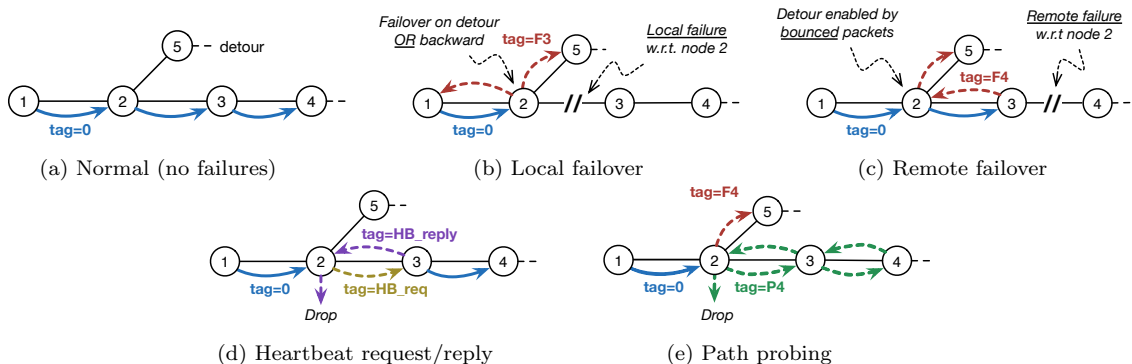 5
detour
1
2
3
4
tag=0
(a) Normal (no failures)
Failover on detour
OR backward
tag=F3
Local failure
w.r.t. node 2
5
1
2
3
4
tag=0
(b) Local failover
Detour enabled by
bounced packets
Remote failure
w.r.t node 2
5
tag=F4
1
2
3
4
tag=0
(c) Remote failover
5
tag=HB_reply
1
2
3
4
tag=0
tag=HB_req
Drop
(d) Heartbeat request/reply
tag=F4
5
1
2
3
4
tag=0
tag=P4
Drop
(e) Path probing